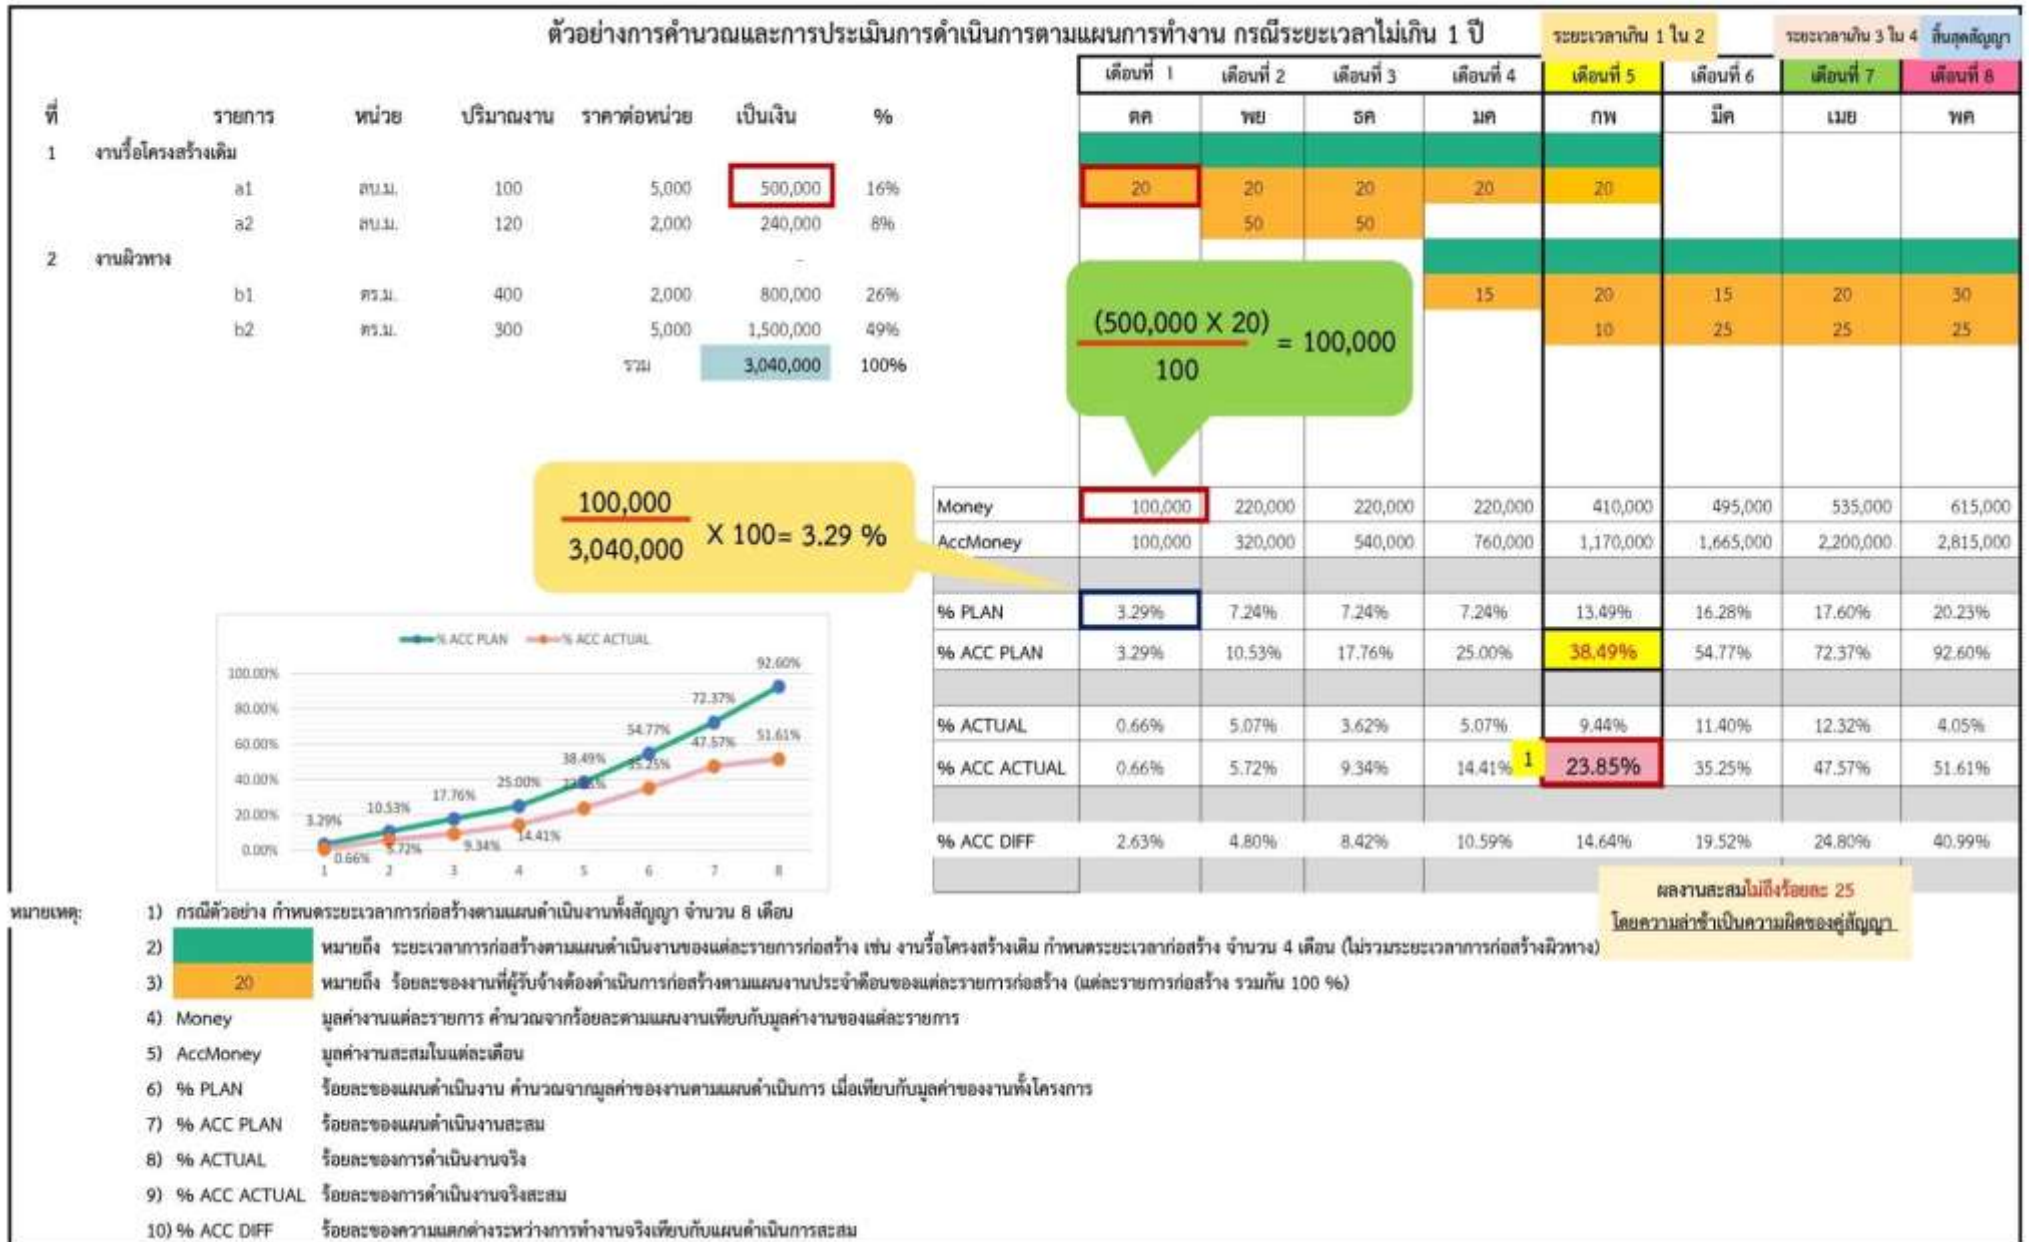 ตัวอย่างการคำนวณและการประเมินการดำเนินการตามแผนการทำงาน กรณีระยะเวลาไม่เกิน 1 ปี
ระยะเวลาเกิน 1 ใน 2
ระยะเวลาเกิน 3 ใน 4
สิ้นสุดสัญญา
เดือนที่ 1 เดือนที่ 2 เดือนที่ 3 เดือนที่ 4 เดือนที่ 5 เดือนที่ 6 เดือนที่ 7 เดือนที่ 8
ที่ รายการ หน่วย ปริมาณงาน ราคาต่อหน่วย เป็นเงิน % ตค พย ธค มค กพ มีค เมย พค
1 งานรื้อโครงสร้างเดิม
a1 ลบ.ม. 100 5,000 500,000 16% 20 20 20 20 20
a2 ลบ.ม. 120 2,000 240,000 8% 50 50
2 งานผิวทาง -
b1 ตร.ม. 400 2,000 800,000 26% 15 20 15 20 30
b2 ตร.ม. 300 5,000 1,500,000 49% 10 25 25 25
รวม 3,040,000 100%
(500,000 X 20)
= 100,000
100
100,000
X 100= 3.29 %
3,040,000
Money 100,000 220,000 220,000 220,000 410,000 495,000 535,000 615,000
AccMoney 100,000 320,000 540,000 760,000 1,170,000 1,665,000 2,200,000 2,815,000
% PLAN 3.29% 7.24% 7.24% 7.24% 13.49% 16.28% 17.60% 20.23%
% ACC PLAN 3.29% 10.53% 17.76% 25.00% 38.49% 54.77% 72.37% 92.60%
% ACTUAL 0.66% 5.07% 3.62% 5.07% 9.44% 11.40% 12.32% 4.05%
% ACC ACTUAL 0.66% 5.72% 9.34% 14.41% 1 23.85% 35.25% 47.57% 51.61%
% ACC DIFF 2.63% 4.80% 8.42% 10.59% 14.64% 19.52% 24.80% 40.99%
% ACC PLAN % ACC ACTUAL
100.00%
80.00%
60.00%
40.00%
20.00%
0.00%
3.29% 10.53% 17.76% 25.00% 38.49% 54.77% 72.37% 92.60%
0.66% 5.72% 9.34% 14.41% 35.25% 47.57% 51.61%
1 2 3 4 5 6 7 8
ผลงานสะสมไม่ถึงร้อยละ 25
โดยความล่าช้าเป็นความผิดของคู่สัญญา
หมายเหตุ: 1) กรณีตัวอย่าง กำหนดระยะเวลาการก่อสร้างตามแผนดำเนินงานทั้งสัญญา จำนวน 8 เดือน
2) หมายถึง ระยะเวลาการก่อสร้างตามแผนดำเนินงานของแต่ละรายการก่อสร้าง เช่น งานรื้อโครงสร้างเดิม กำหนดระยะเวลาก่อสร้าง จำนวน 4 เดือน (ไม่รวมระยะเวลาการก่อสร้างผิวทาง)
3) 20 หมายถึง ร้อยละของงานที่ผู้รับจ้างต้องดำเนินการก่อสร้างตามแผนงานประจำดือนของแต่ละรายการก่อสร้าง (แต่ละรายการก่อสร้าง รวมกัน 100 %)
4) Money มูลค่างานแต่ละรายการ คำนวณจากร้อยละตามแผนงานเทียบกับมูลค่างานของแต่ละรายการ
5) AccMoney มูลค่างานสะสมในแต่ละเดือน
6) % PLAN ร้อยละของแผนดำเนินงาน คำนวณจากมูลค่าของงานตามแผนดำเนินการ เมื่อเทียบกับมูลค่าของงานทั้งโครงการ
7) % ACC PLAN ร้อยละของแผนดำเนินงานสะสม
8) % ACTUAL ร้อยละของการดำเนินงานจริง
9) % ACC ACTUAL ร้อยละของการดำเนินงานจริงสะสม
10) % ACC DIFF ร้อยละของความแตกต่างระหว่างการทำงานจริงเทียบกับแผนดำเนินการสะสม